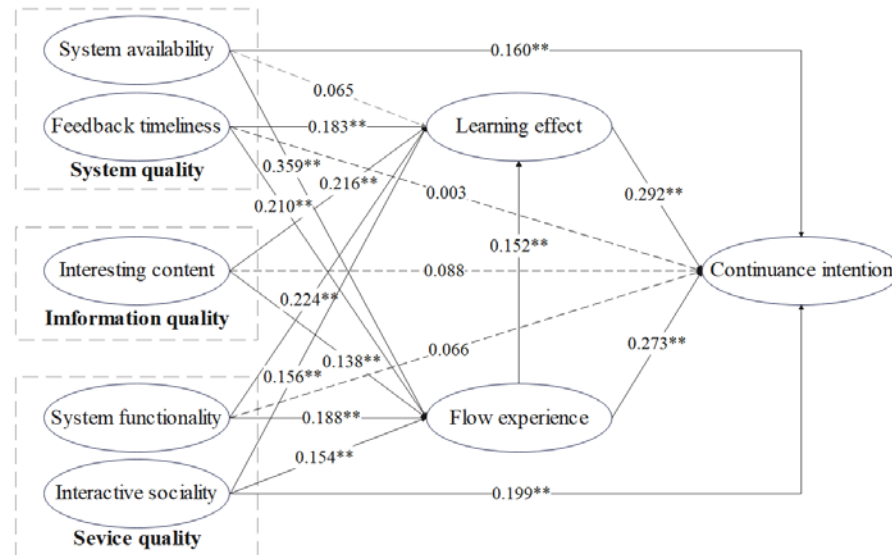 System availability
0.160**
0.065
Feedback timeliness
0.183**
Learning effect
System quality
0.359**
0.216**
0.003
0.292**
0.210**
0.152**
Interesting content
0.088
Continuance intention
Imformation quality
0.224**
0.138**
0.066
0.273**
0.156**
System functionality
0.188**
Flow experience
0.154**
Interactive sociality
0.199**
Sevice quality